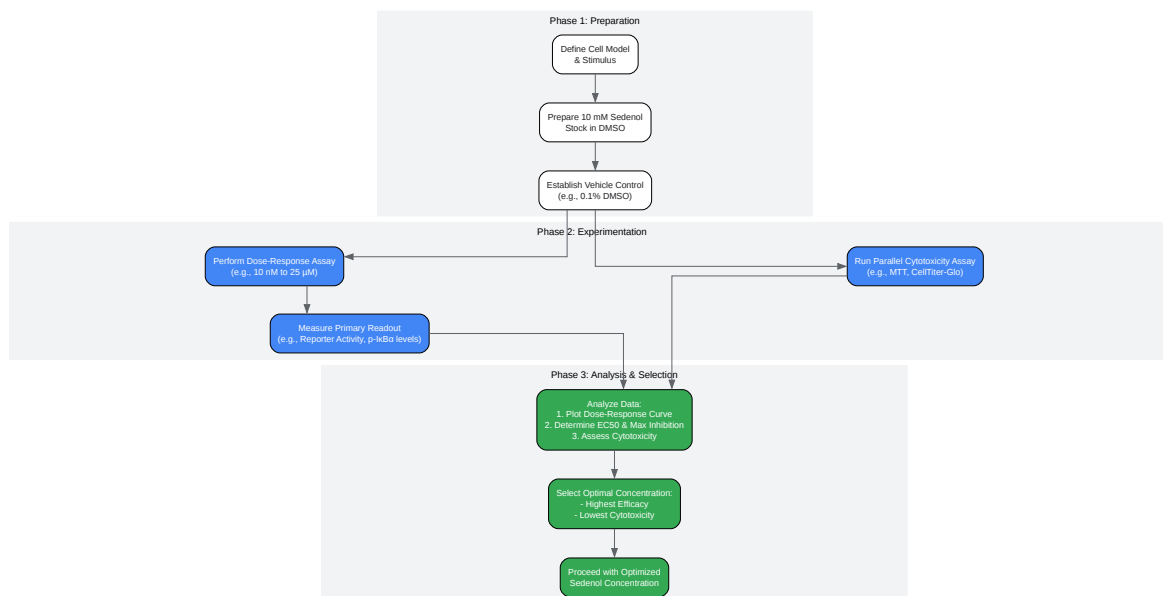 Phase 1: Preparation
Define Cell Model
& Stimulus
Prepare 10 mM Sedenol
Stock in DMSO
Establish Vehicle Control
(e.g., 0.1% DMSO)
Phase 2: Experimentation
Perform Dose-Response Assay
(e.g., 10 nM to 25 μM)
Run Parallel Cytotoxicity Assay
(e.g., MTT, CellTiter-Glo)
Measure Primary Readout
(e.g., Reporter Activity, p-IκBα levels)
Phase 3: Analysis & Selection
Analyze Data:
1. Plot Dose-Response Curve
2. Determine EC50 & Max Inhibition
3. Assess Cytotoxicity
Select Optimal Concentration:
- Highest Efficacy
- Lowest Cytotoxicity
Proceed with Optimized
Sedenol Concentration